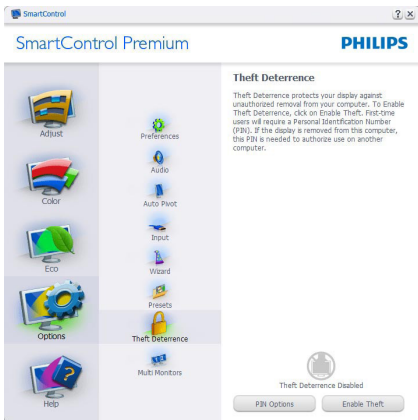 SmartControl
SmartControl Premium
PHILIPS
Adjust
Color
Eco
Options
Help
Preferences
Audio
Auto Pivot
Input
Wizard
Presets
Theft Deterrence
Multi Monitors
Theft Deterrence
Theft Deterrence protects your display against
unauthorized removal from your computer. To Enable
Theft Deterrence, click on Enable Theft. First-time
users will require a Personal Identification Number
(PIN). If the display is removed from this computer,
this PIN is needed to authorize use on another
computer.
Theft Deterrence Disabled
PIN Options
Enable Theft